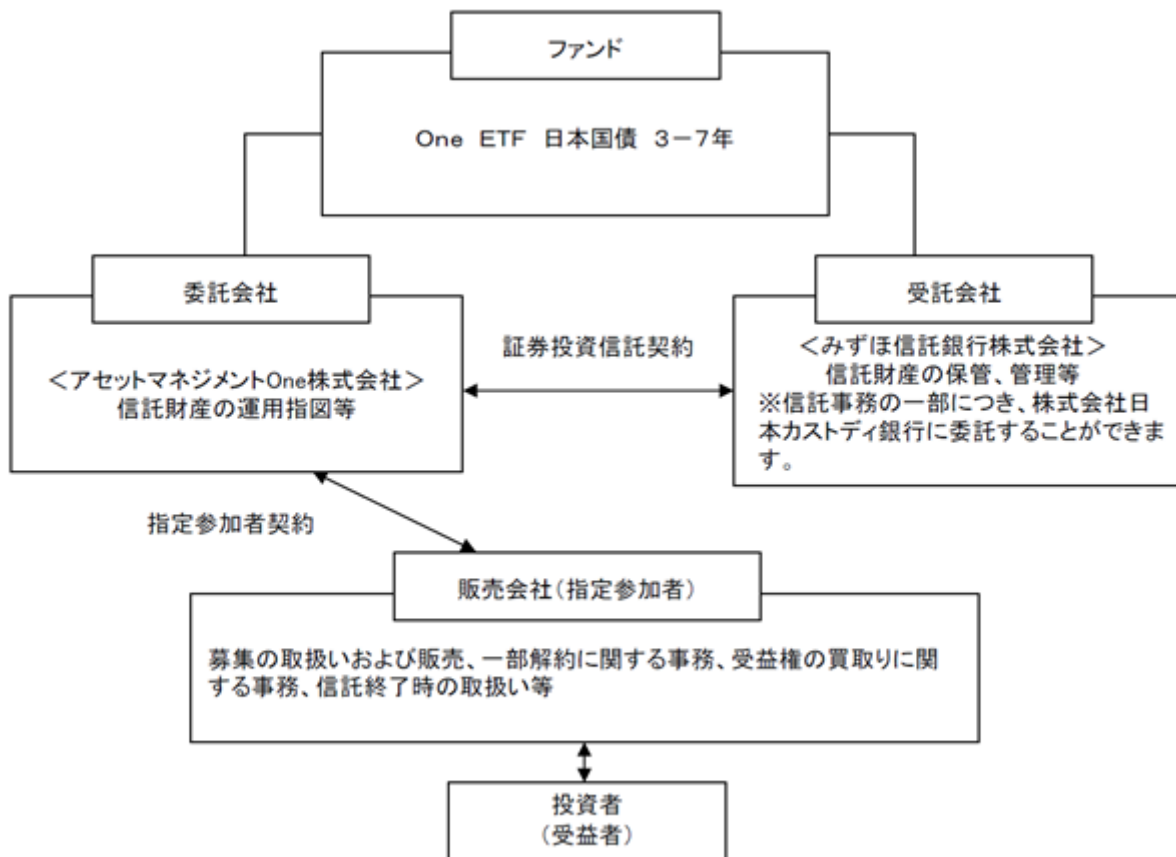 ファンド
One ETF 日本国債 3－7年
委託会社
＜アセットマネジメントOne株式会社＞
信託財産の運用指図等
証券投資信託契約
受託会社
＜みずほ信託銀行株式会社＞
信託財産の保管、管理等
※信託事務の一部につき、株式会社日
本カストディ銀行に委託することができま
す。
指定参加者契約
販売会社（指定参加者）
募集の取扱いおよび販売、一部解約に関する事務、受益権の買取りに関
する事務、信託終了時の取扱い等
投資者
（受益者）